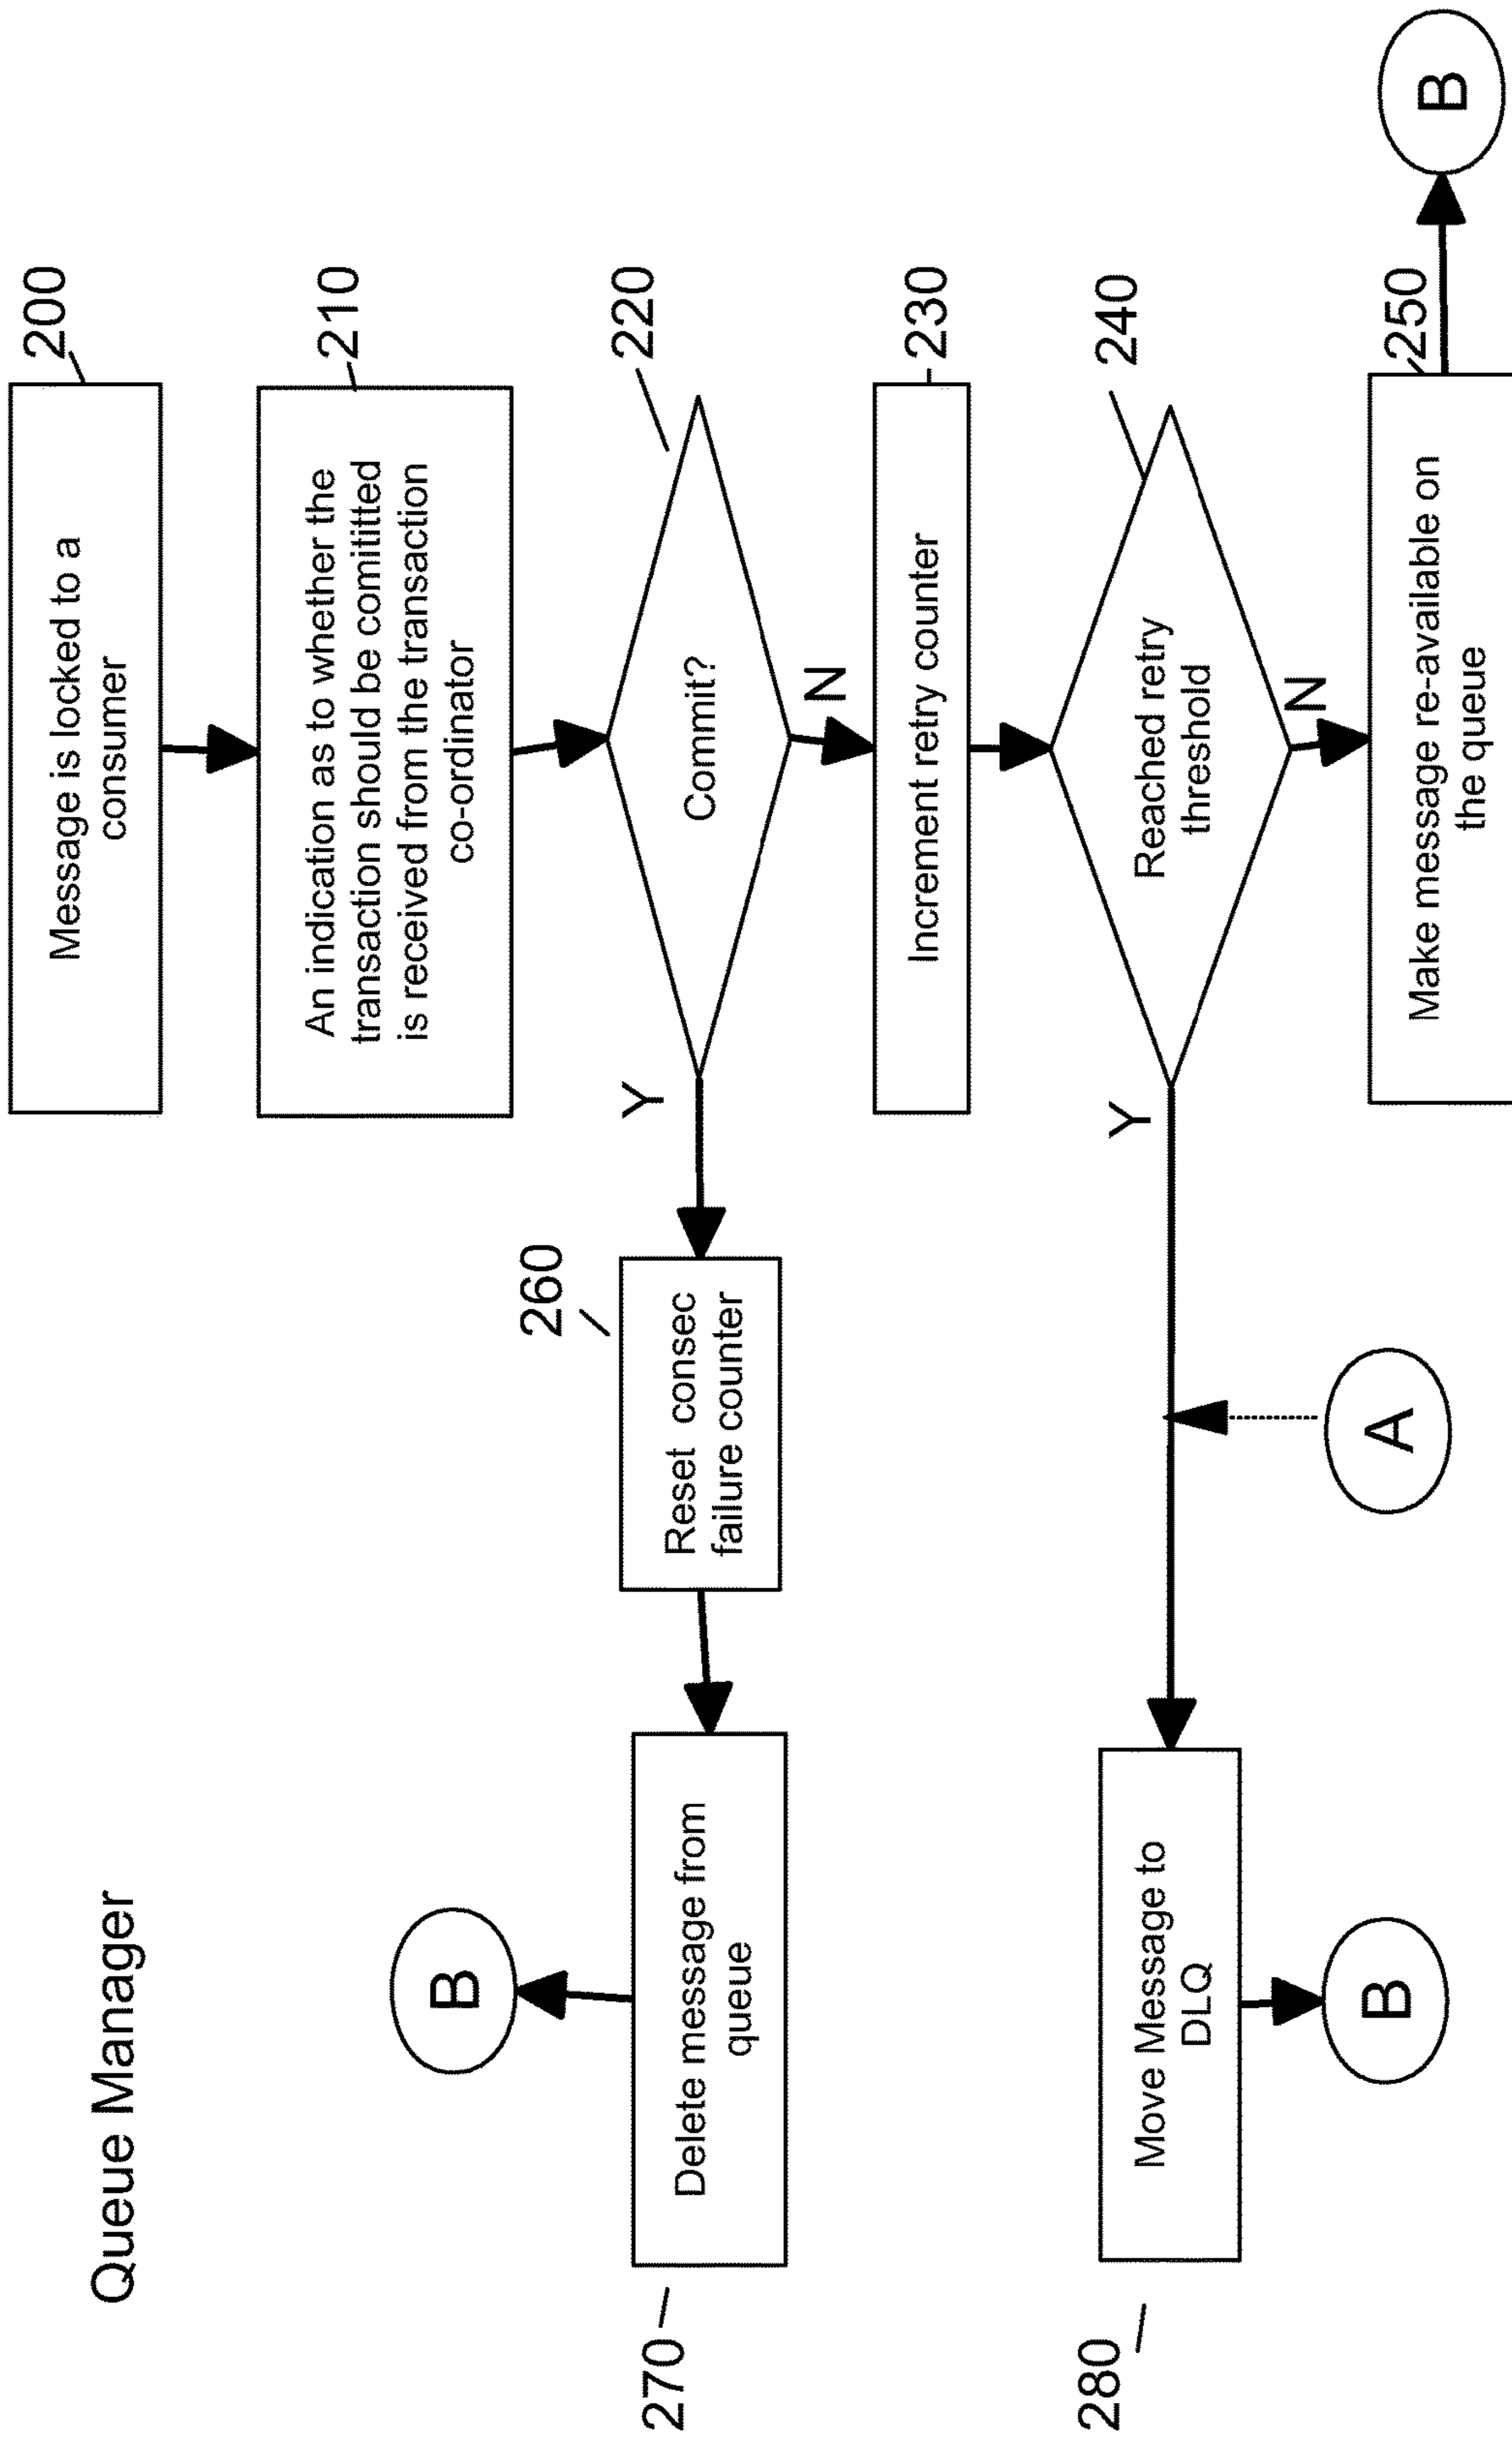 Queue Manager
Message is locked to a
consumer
200
An indication as to whether the
transaction should be comititted
is received from the transaction
co-ordinator
210
B
Commit?
220
Y
N
260
Reset consec
failure counter
Delete message from
queue
270
Increment retry counter
230
Reached retry
threshold
240
Y
N
Move Message to
DLQ
280
A
B
Make message re-available on
the queue
250
B